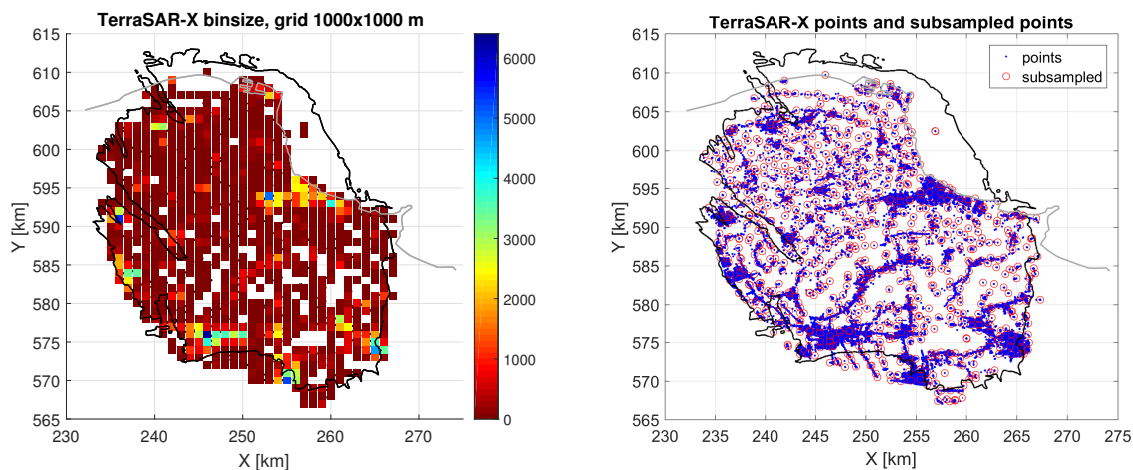 TerraSAR-X binsize, grid 1000x1000 m
615
610
605
600
595
590
585
580
575
570
565
Y [km]
230 240 250 260 270
X [km]
6000
5000
4000
3000
2000
1000
0
TerraSAR-X points and subsampled points
points
subsampled
615
610
605
600
595
590
585
580
575
570
565
Y [km]
230 235 240 245 250 255 260 265 270 275
X [km]